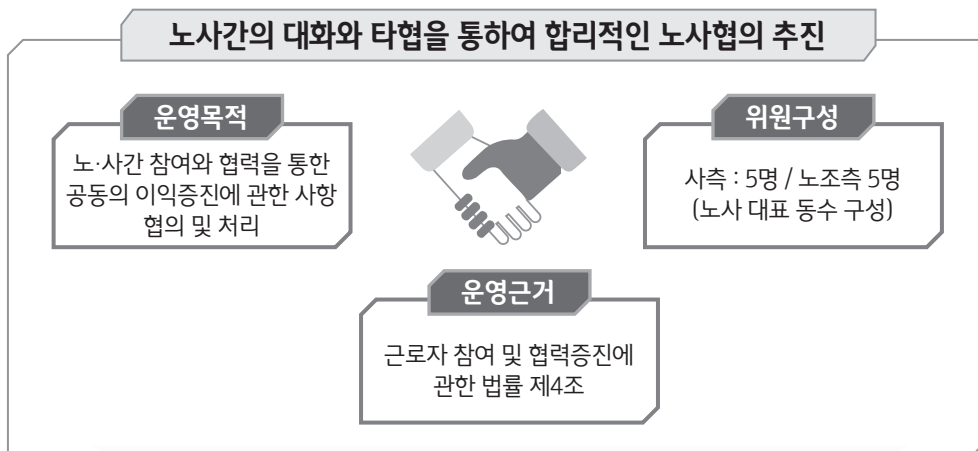 노사간의 대화와 타협을 통하여 합리적인 노사협의 추진
운영목적
노·사간 참여와 협력을 통한
공동의 이익증진에 관한 사항
협의 및 처리
위원구성
사측 : 5명 / 노조측 5명
(노사 대표 동수 구성)
운영근거
근로자 참여 및 협력증진에
관한 법률 제4조